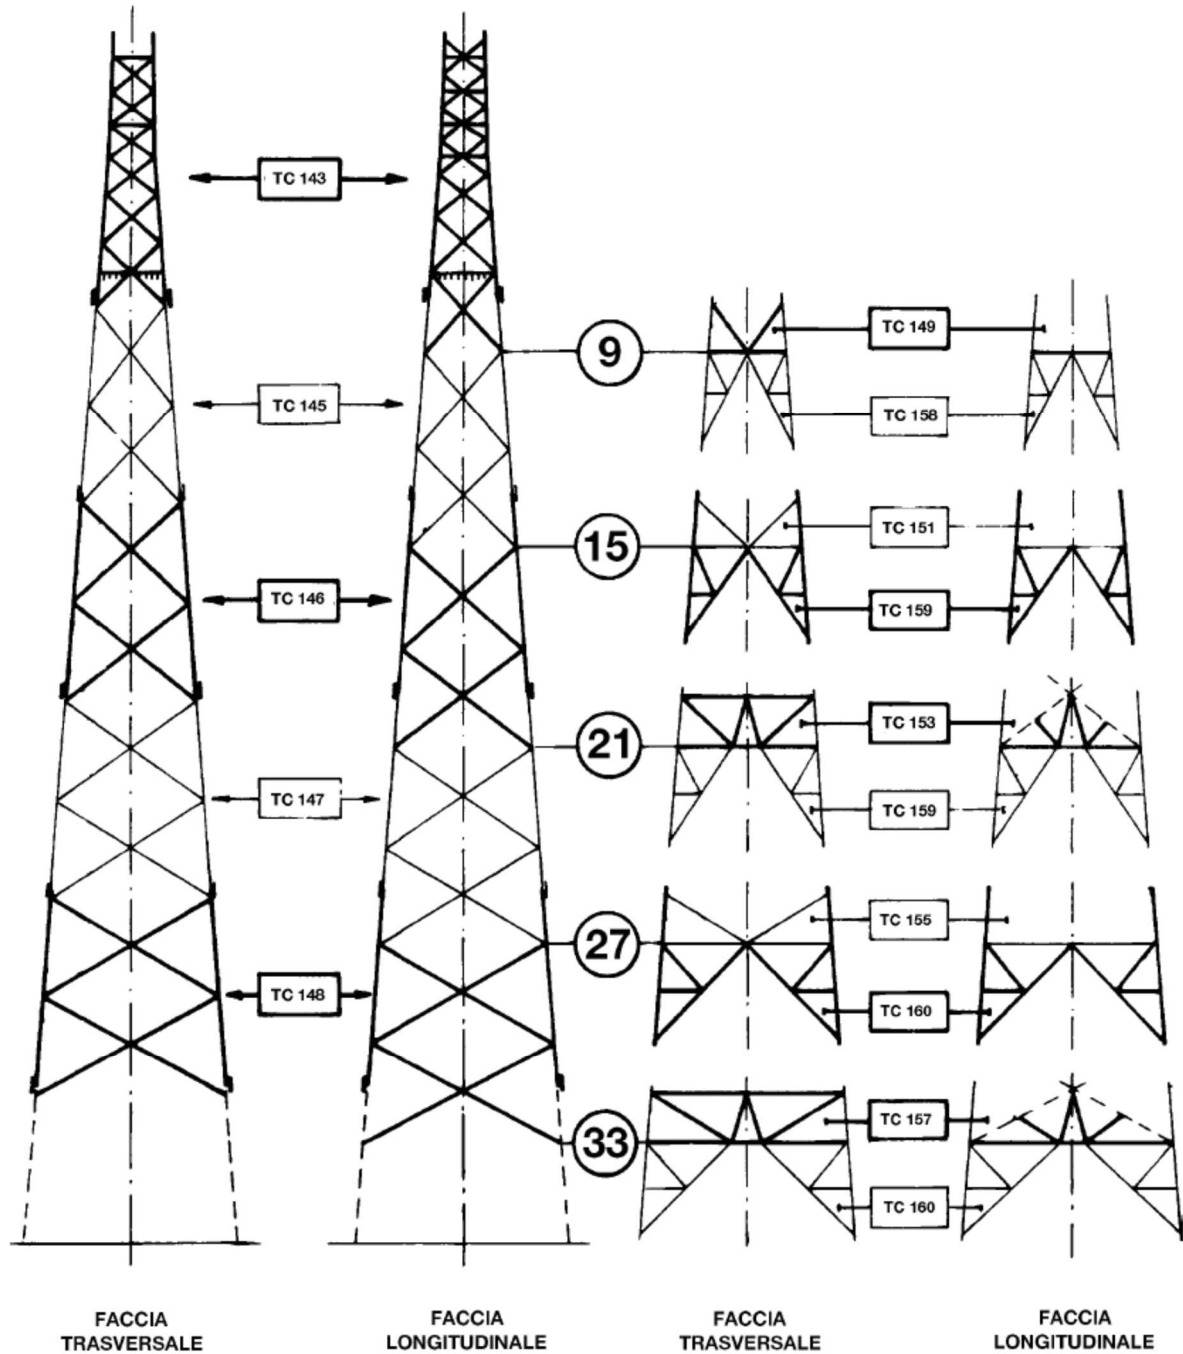 TC 143
9
TC 149
TC 145
TC 158
15
TC 151
TC 146
TC 159
21
TC 153
TC 147
TC 159
27
TC 155
TC 148
TC 160
33
TC 157
TC 160
FACCIA
TRASVERSALE
FACCIA
LONGITUDINALE
FACCIA
TRASVERSALE
FACCIA
LONGITUDINALE